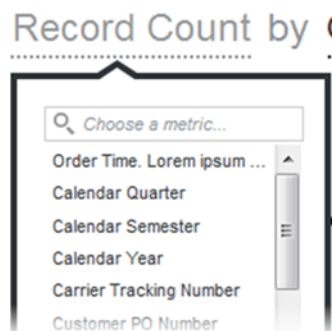 Record Count by
Choose a metric...
Order Time. Lorem ipsum ...
Calendar Quarter
Calendar Semester
Calendar Year
Carrier Tracking Number
Customer PO Number